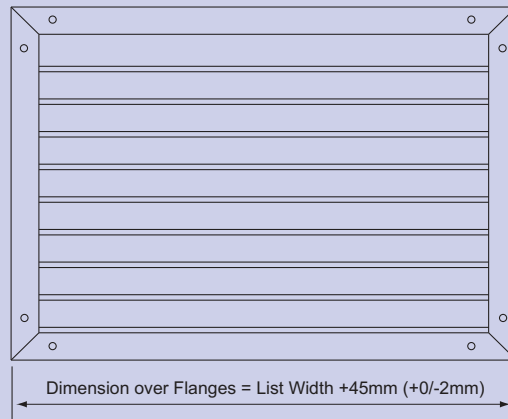 Dimension over Flanges = List Width +45mm (+0/-2mm)